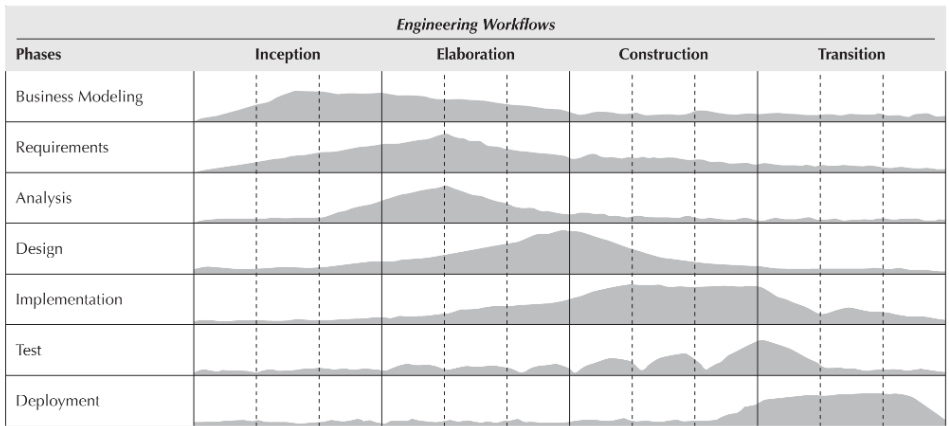 Engineering Workflows
Phases Inception Elaboration Construction Transition
Business Modeling
Requirements
Analysis
Design
Implementation
Test
Deployment